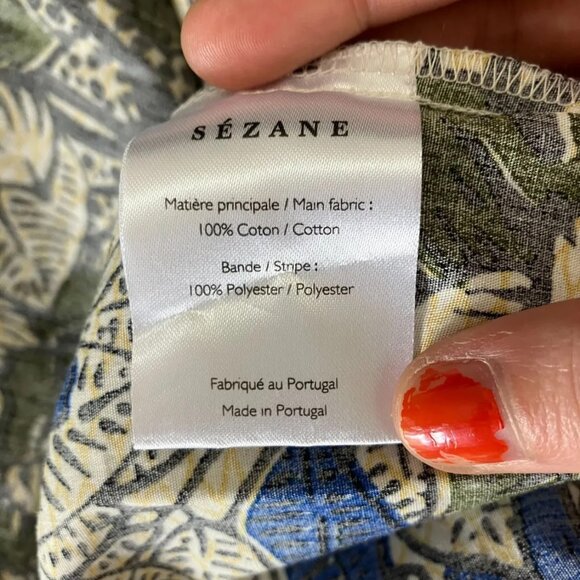 SÉZANE
Matière principale / Main fabric :
100% Coton / Cotton
Bande / Stripe :
100% Polyester / Polyester
Fabriqué au Portugal
Made in Portugal